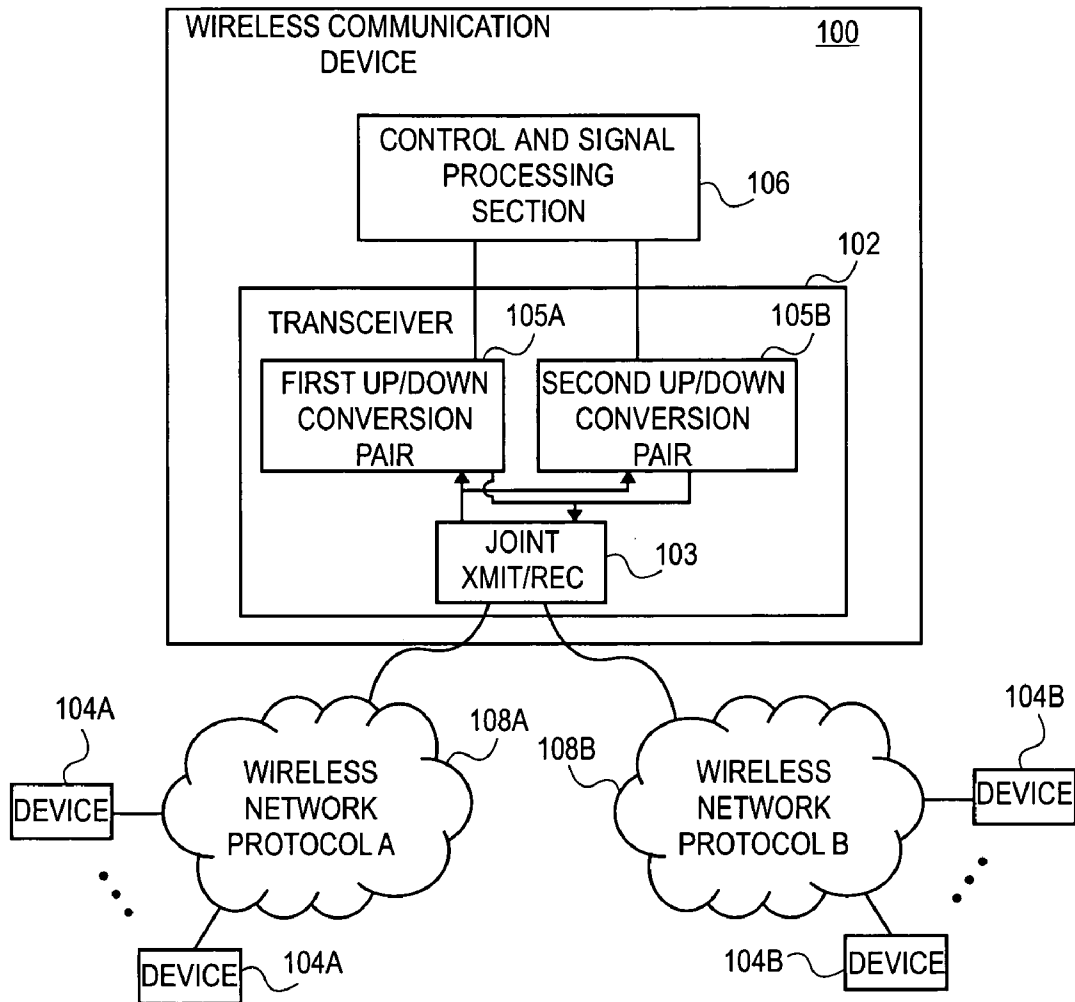 WIRELESS COMMUNICATION
DEVICE
100
CONTROL AND SIGNAL
PROCESSING
SECTION
106
102
TRANSCEIVER
105A
105B
FIRST UP/DOWN
CONVERSION
PAIR
SECOND UP/DOWN
CONVERSION
PAIR
JOINT
XMIT/REC
103
104A
108A
WIRELESS
NETWORK
PROTOCOL A
DEVICE
DEVICE
104A
108B
104B
WIRELESS
NETWORK
PROTOCOL B
DEVICE
104B
DEVICE